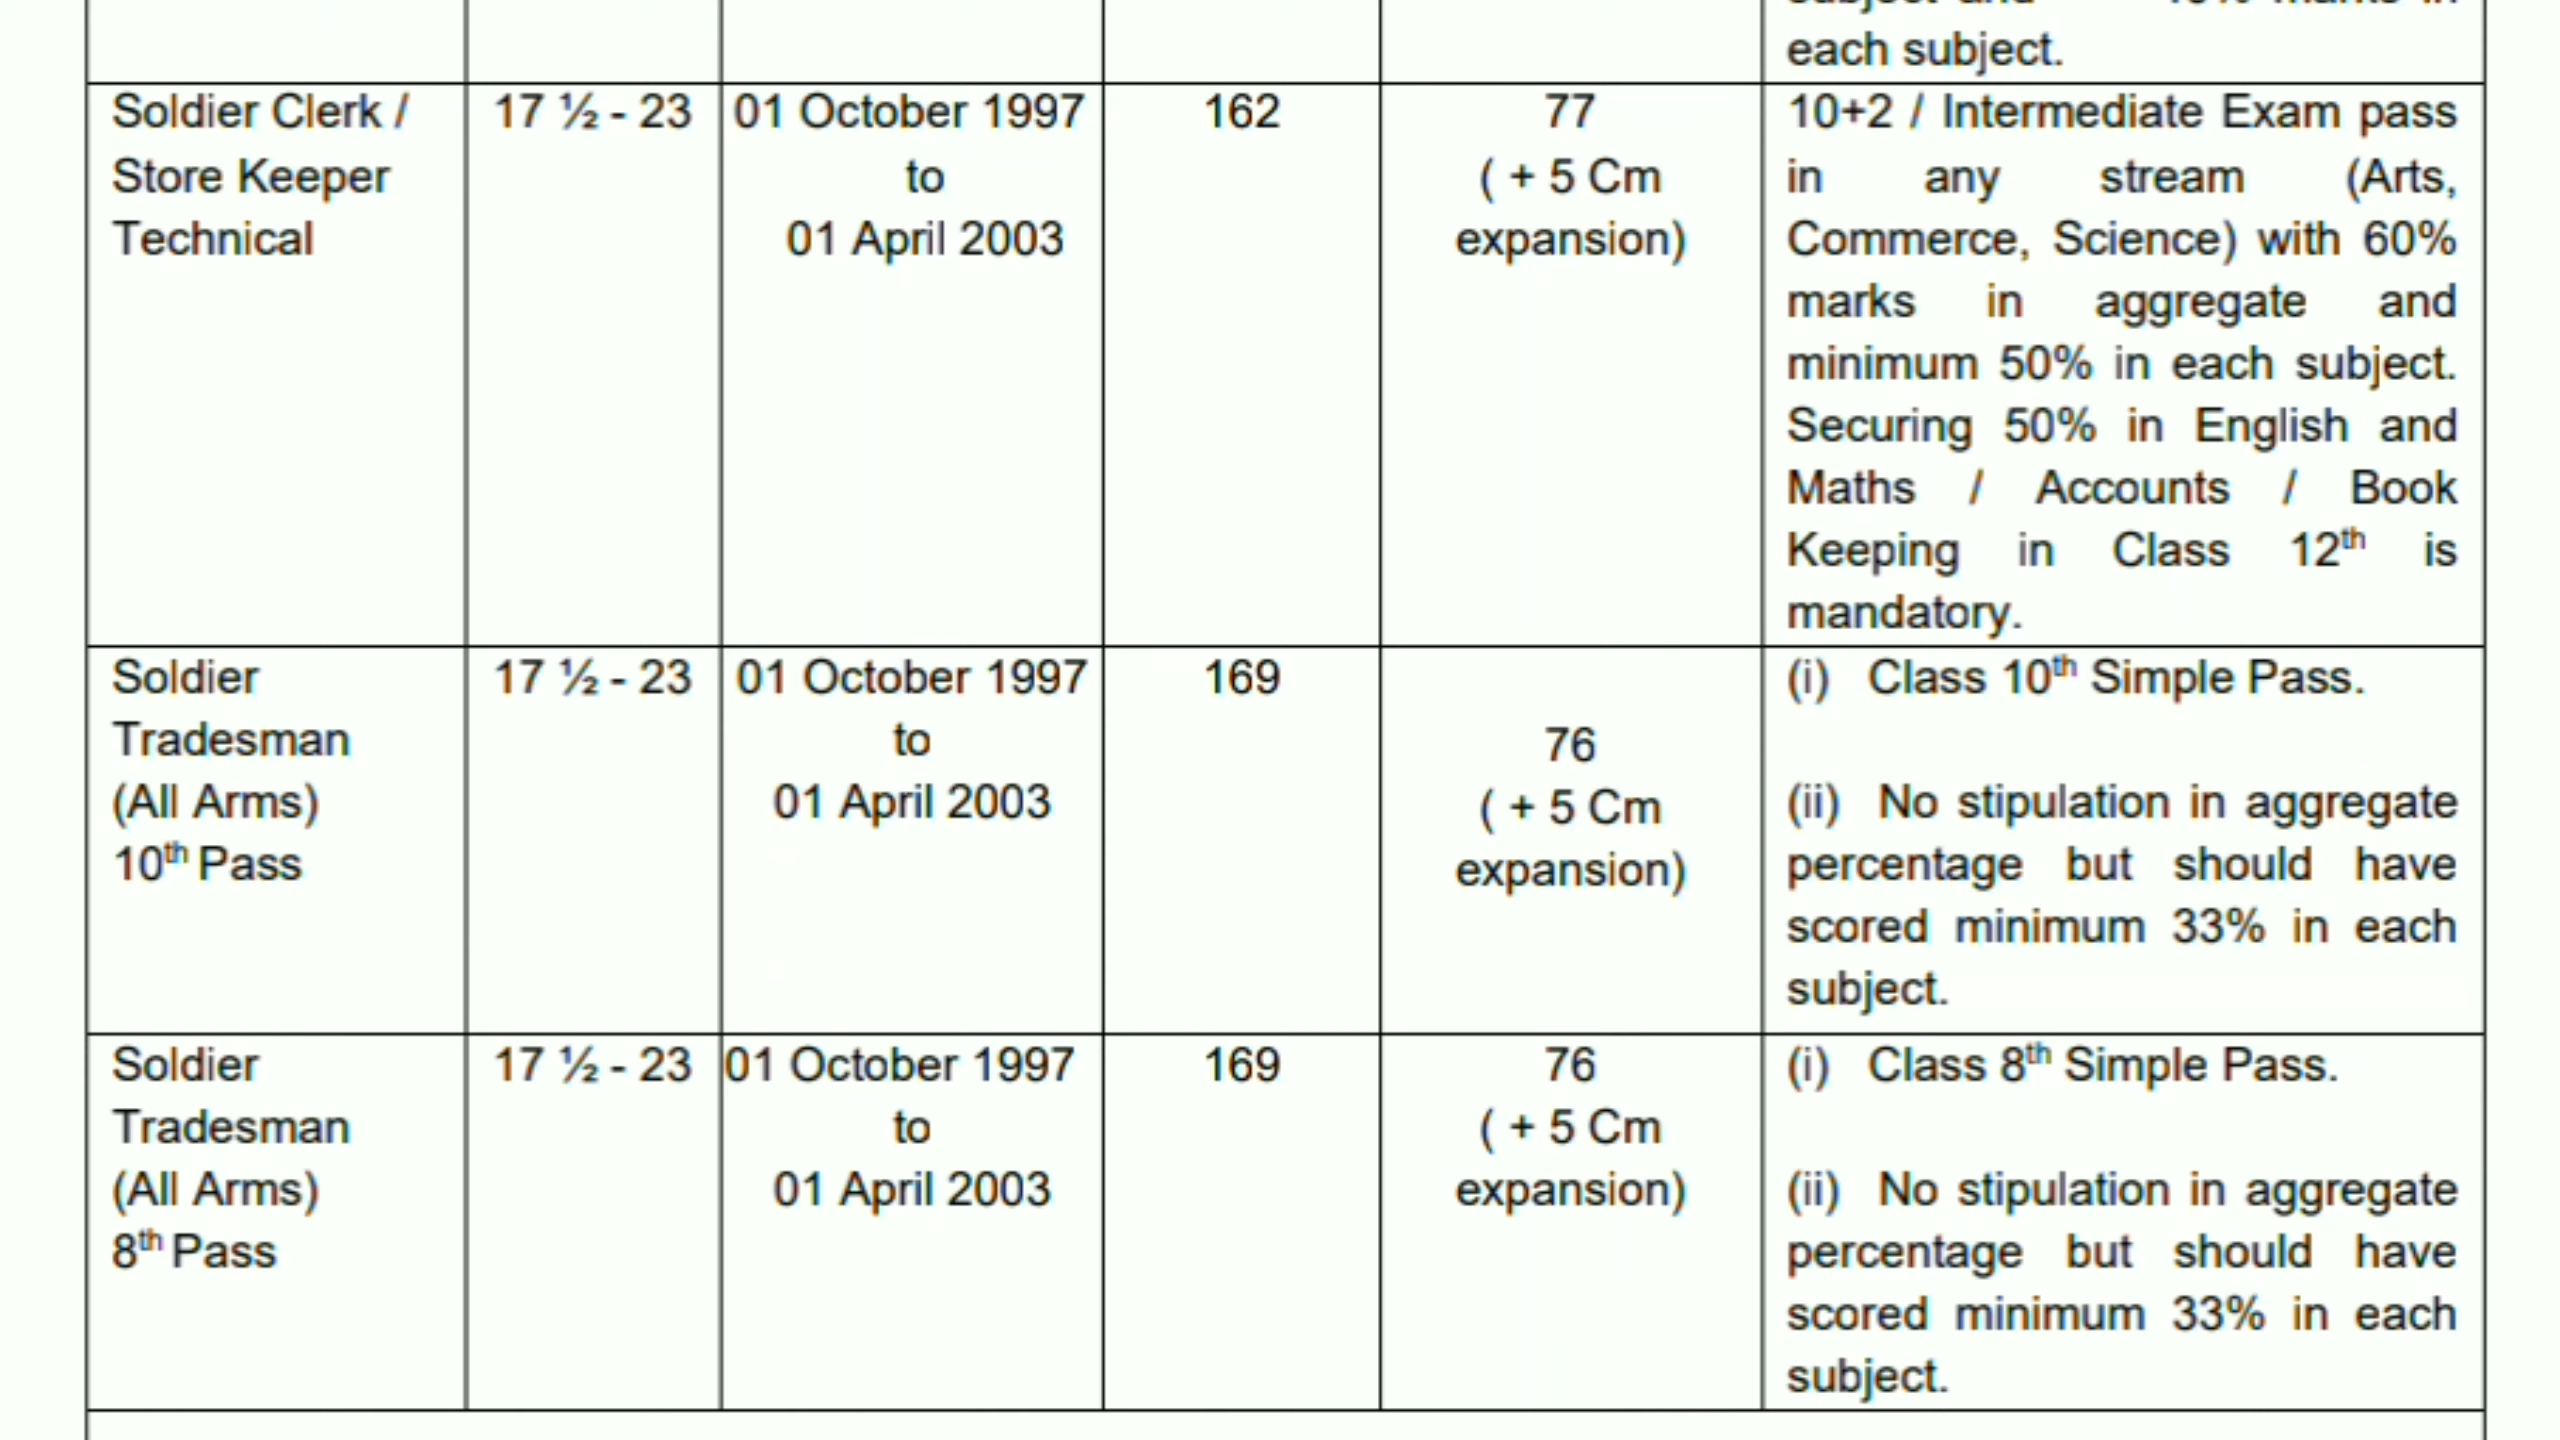 each subject.
Soldier Clerk /
Store Keeper
Technical
17 ½ - 23
01 October 1997
to
01 April 2003
162
77
( + 5 Cm
expansion)
10+2 / Intermediate Exam pass
in any stream (Arts,
Commerce, Science) with 60%
marks in aggregate and
minimum 50% in each subject.
Securing 50% in English and
Maths / Accounts / Book
Keeping in Class 12th is
mandatory.
Soldier
Tradesman
(All Arms)
10th Pass
17 ½ - 23
01 October 1997
to
01 April 2003
169
76
( + 5 Cm
expansion)
(i) Class 10th Simple Pass.
(ii) No stipulation in aggregate
percentage but should have
scored minimum 33% in each
subject.
Soldier
Tradesman
(All Arms)
8th Pass
17 ½ - 23
01 October 1997
to
01 April 2003
169
76
( + 5 Cm
expansion)
(i) Class 8th Simple Pass.
(ii) No stipulation in aggregate
percentage but should have
scored minimum 33% in each
subject.